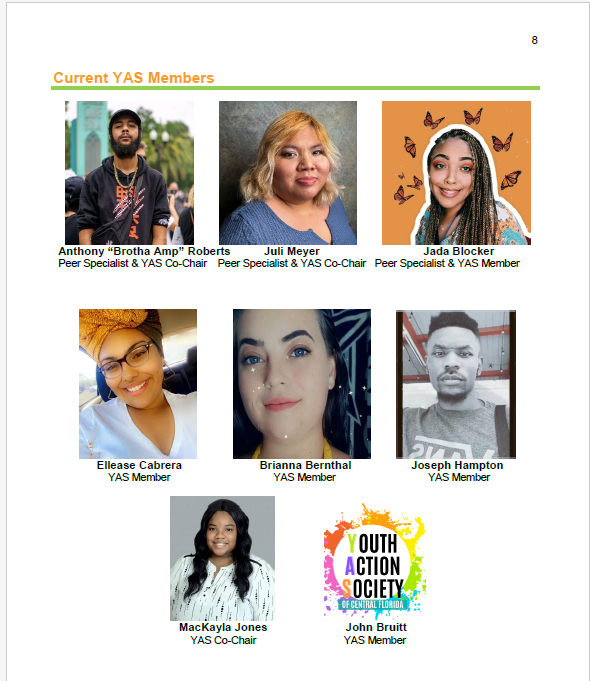 8
Current YAS Members
Anthony “Brotha Amp” Roberts
Peer Specialist & YAS Co-Chair
Juli Meyer
Peer Specialist & YAS Co-Chair
Jada Blocker
Peer Specialist & YAS Member
Ellease Cabrera
YAS Member
Brianna Bernthal
YAS Member
Joseph Hampton
YAS Member
MacKayla Jones
YAS Co-Chair
YOUTH
ACTION
SOCIETY
OF CENTRAL FLORIDA
John Bruitt
YAS Member